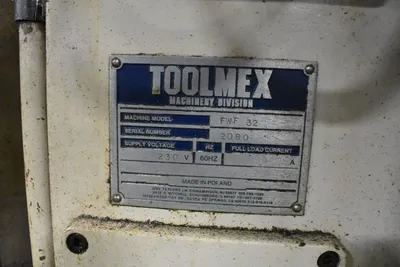 TOOLMEX
MACHINERY DIVISION
MACHINE MODEL FWF 32
SERIAL NUMBER 2080
SUPPLY VOLTAGE HZ FULL LOAD CURRENT
230 V 60HZ A
MADE IN POLAND